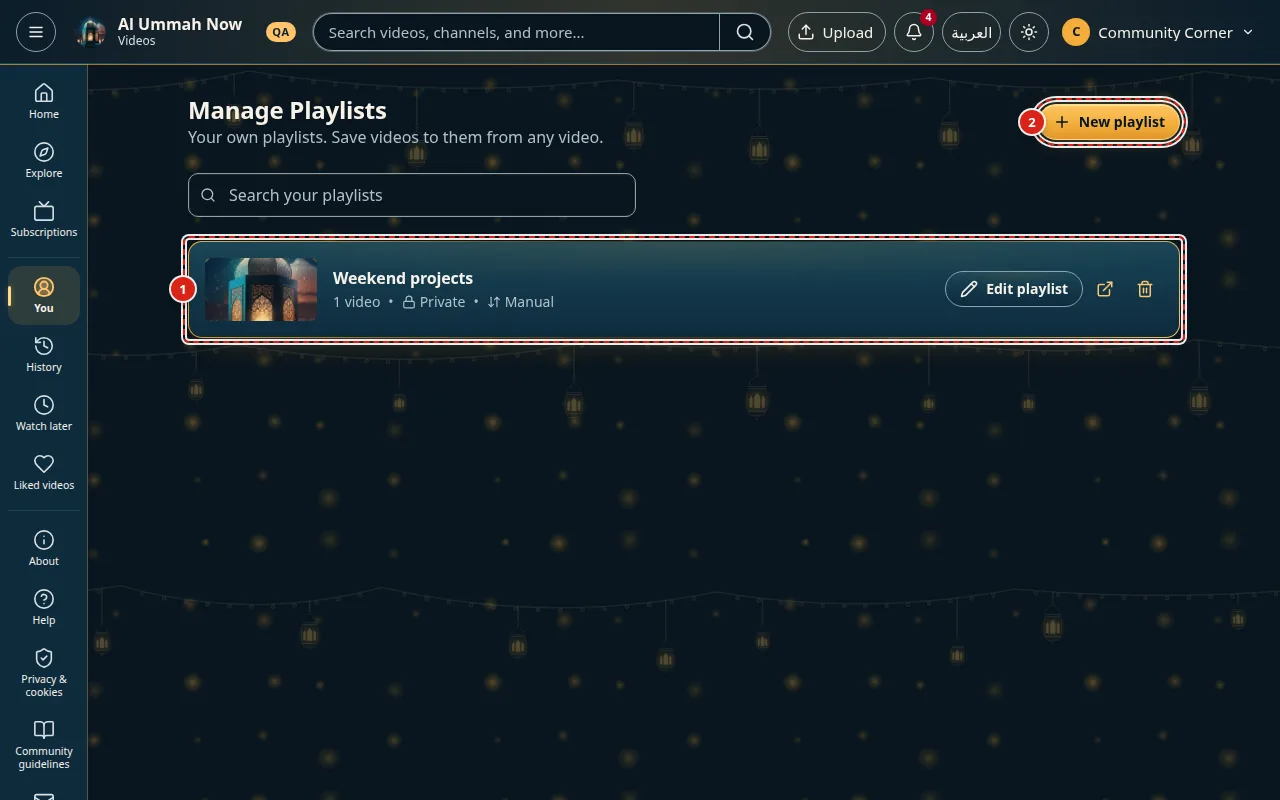 Al Ummah Now
Videos
QA
Search videos, channels, and more...
Upload
4
العربية
C
Community Corner
Home
Explore
Subscriptions
You
History
Watch later
Liked videos
About
Help
Privacy &
cookies
Community
guidelines
Manage Playlists
Your own playlists. Save videos to them from any video.
2
New playlist
Search your playlists
1
Weekend projects
1 video • Private • Manual
Edit playlist